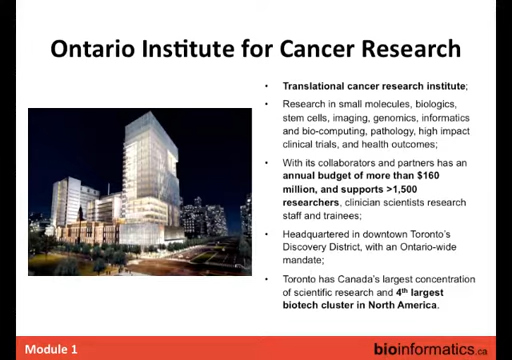 Ontario Institute for Cancer Research
• Translational cancer research institute;
• Research in small molecules, biologics,
stem cells, imaging, genomics, informatics
and bio-computing, pathology, high impact
clinical trials, and health outcomes;
• With its collaborators and partners has an
annual budget of more than $160
million, and supports >1,500
researchers, clinician scientists research
staff and trainees;
• Headquartered in downtown Toronto's
Discovery District, with an Ontario-wide
mandate;
• Toronto has Canada's largest concentration
of scientific research and 4th largest
biotech cluster in North America.
Module 1
bioinformatics.ca